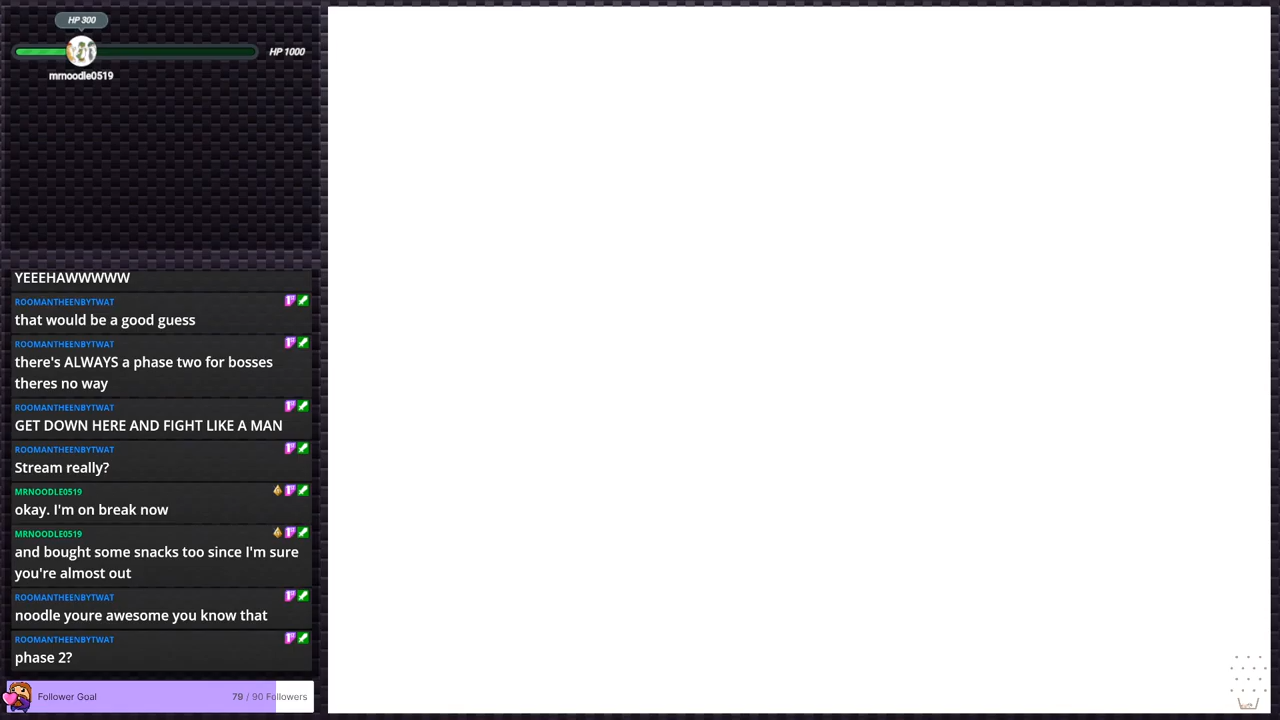 HP 300
HP 1000
mrnoodle0519
YEEEHAWWWWW
ROOMANTHEENBYTWAT
that would be a good guess
ROOMANTHEENBYTWAT
there's ALWAYS a phase two for bosses
theres no way
ROOMANTHEENBYTWAT
GET DOWN HERE AND FIGHT LIKE A MAN
ROOMANTHEENBYTWAT
Stream really?
MRNOODLE0519
okay. I'm on break now
MRNOODLE0519
and bought some snacks too since I'm sure
you're almost out
ROOMANTHEENBYTWAT
noodle youre awesome you know that
ROOMANTHEENBYTWAT
phase 2?
Follower Goal 79 / 90 Followers